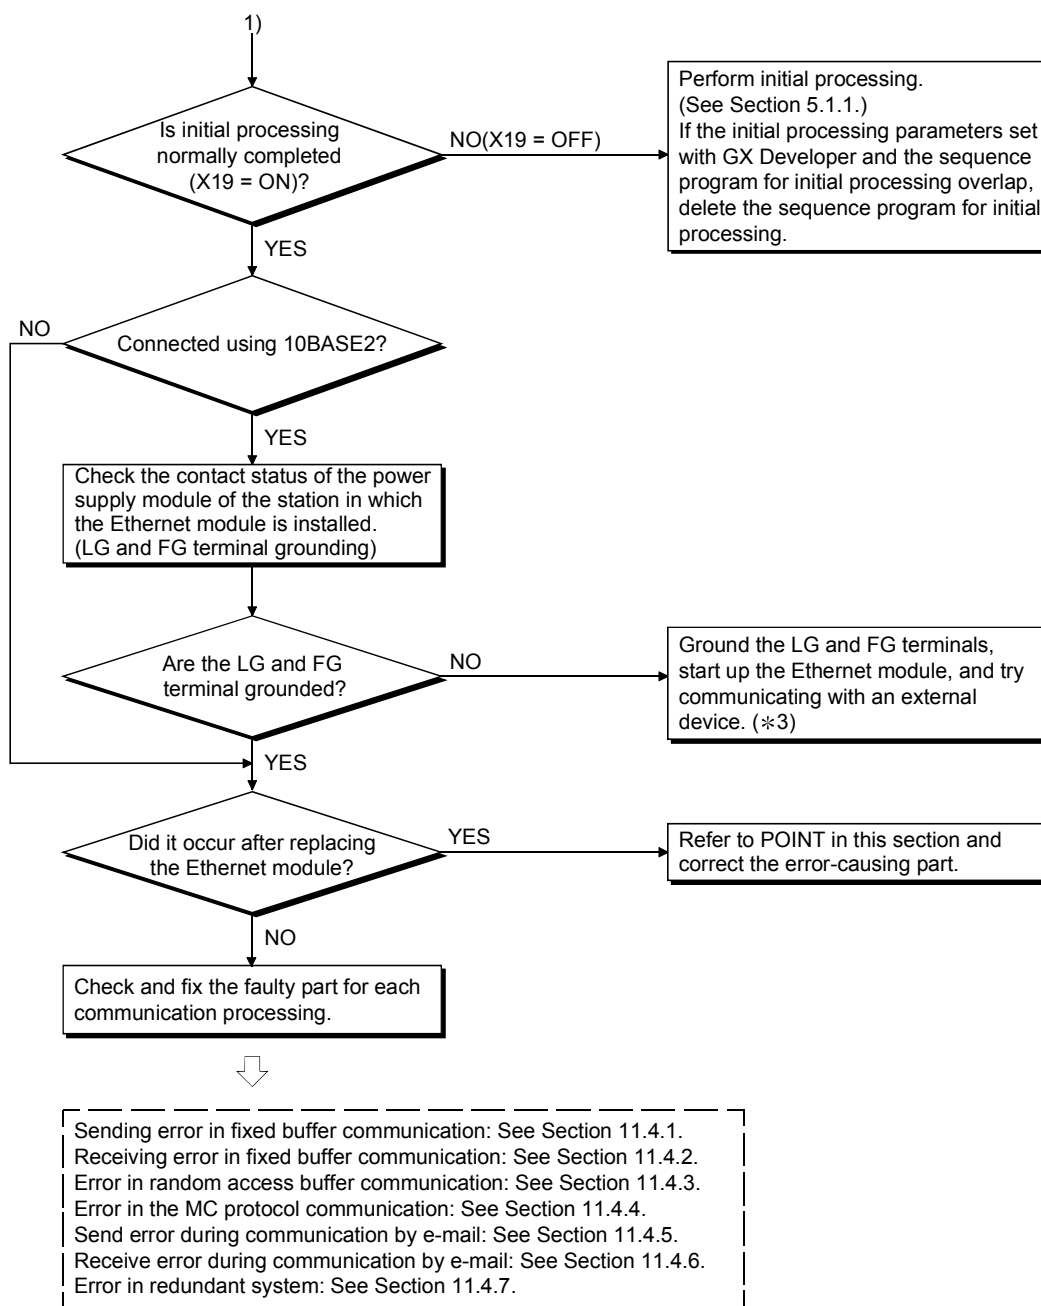 1)
Is initial processing
normally completed
(X19 = ON)?
NO(X19 = OFF)
Perform initial processing.
(See Section 5.1.1.)
If the initial processing parameters set
with GX Developer and the sequence
program for initial processing overlap,
delete the sequence program for initial
processing.
YES
NO
Connected using 10BASE2?
YES
Check the contact status of the power
supply module of the station in which
the Ethernet module is installed.
(LG and FG terminal grounding)
Are the LG and FG
terminal grounded?
NO
Ground the LG and FG terminals,
start up the Ethernet module, and try
communicating with an external
device. (＊3)
YES
Did it occur after replacing
the Ethernet module?
YES
Refer to POINT in this section and
correct the error-causing part.
NO
Check and fix the faulty part for each
communication processing.
Sending error in fixed buffer communication: See Section 11.4.1.
Receiving error in fixed buffer communication: See Section 11.4.2.
Error in random access buffer communication: See Section 11.4.3.
Error in the MC protocol communication: See Section 11.4.4.
Send error during communication by e-mail: See Section 11.4.5.
Receive error during communication by e-mail: See Section 11.4.6.
Error in redundant system: See Section 11.4.7.